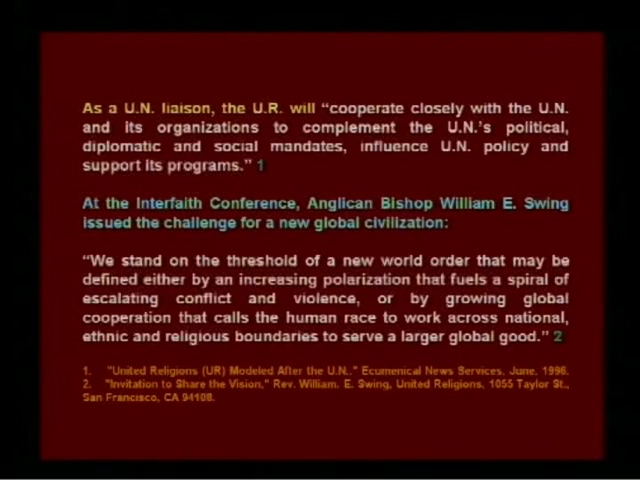 As a U.N. liaison, the U.R. will “cooperate closely with the U.N.
and its organizations to complement the U.N.’s political,
diplomatic and social mandates, influence U.N. policy and
support its programs.” 1
At the Interfaith Conference, Anglican Bishop William E. Swing
issued the challenge for a new global civilization:
“We stand on the threshold of a new world order that may be
defined either by an increasing polarization that fuels a spiral of
escalating conflict and violence, or by growing global
cooperation that calls the human race to work across national,
ethnic and religious boundaries to serve a larger global good.” 2
1. "United Religions (UR) Modeled After the U.N.," Ecumenical News Services, June, 1996.
2. "Invitation to Share the Vision," Rev. William. E. Swing, United Religions, 1055 Taylor St.,
San Francisco, CA 94108.